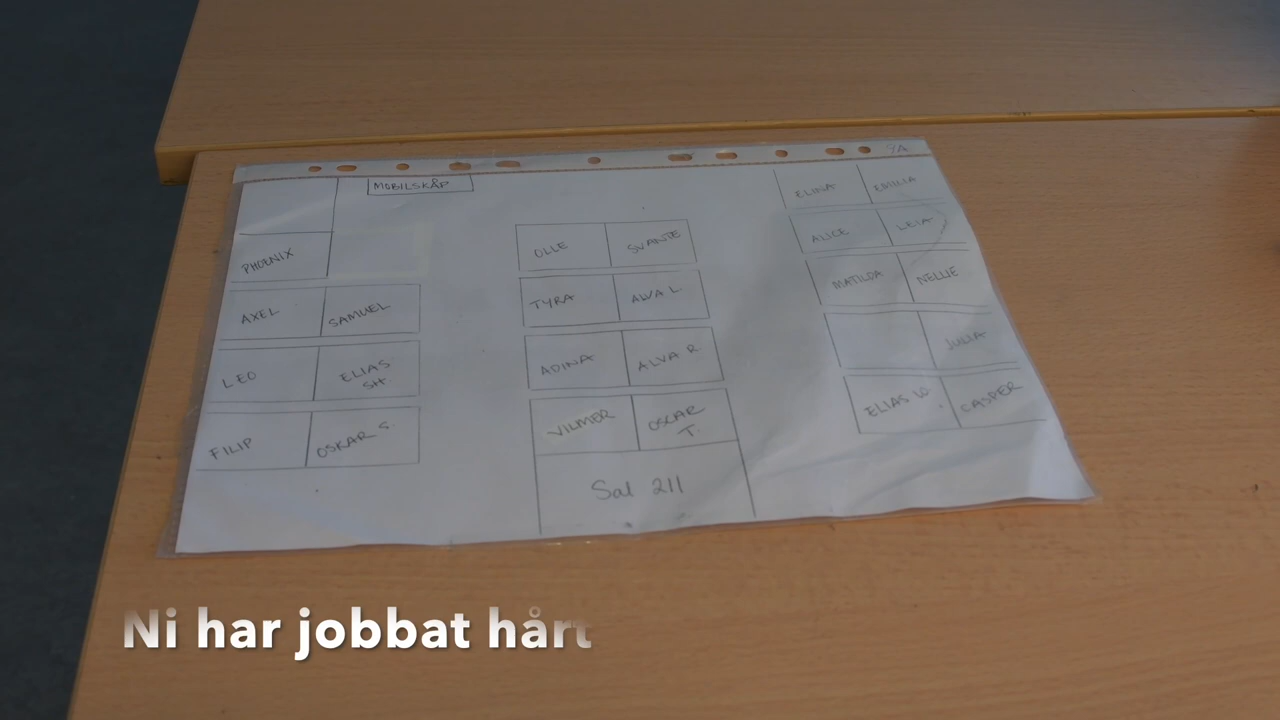 9A
MOBILSKÅP
ELINA EMILIA
PHOENIX
OLLE SVANTE
ALICE LEIA
AXEL SAMUEL
TYRA ALVA L.
MATILDA NELLIE
LEO ELIAS SH.
ADINA ALVA R
JULIA
FILIP OSKAR S.
VILMER OSCAR T.
ELIAS W. CASPER
Sal 211
Ni har jobbat hårt